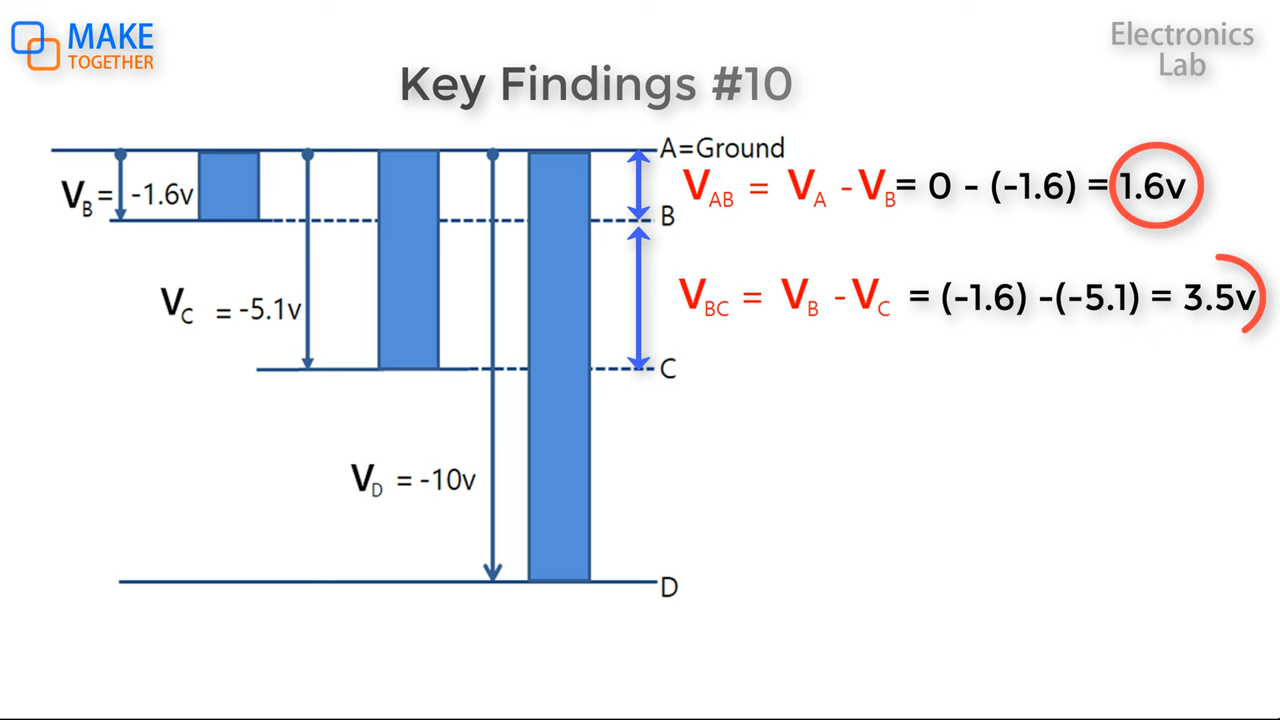 MAKE
TOGETHER
Electronics
Lab
Key Findings #10
A=Ground
VB = -1.6v
VAB = VA - VB = 0 - (-1.6) = 1.6v
B
VC = -5.1v
VBC = VB - VC = (-1.6) -(-5.1) = 3.5v
C
VD = -10v
D